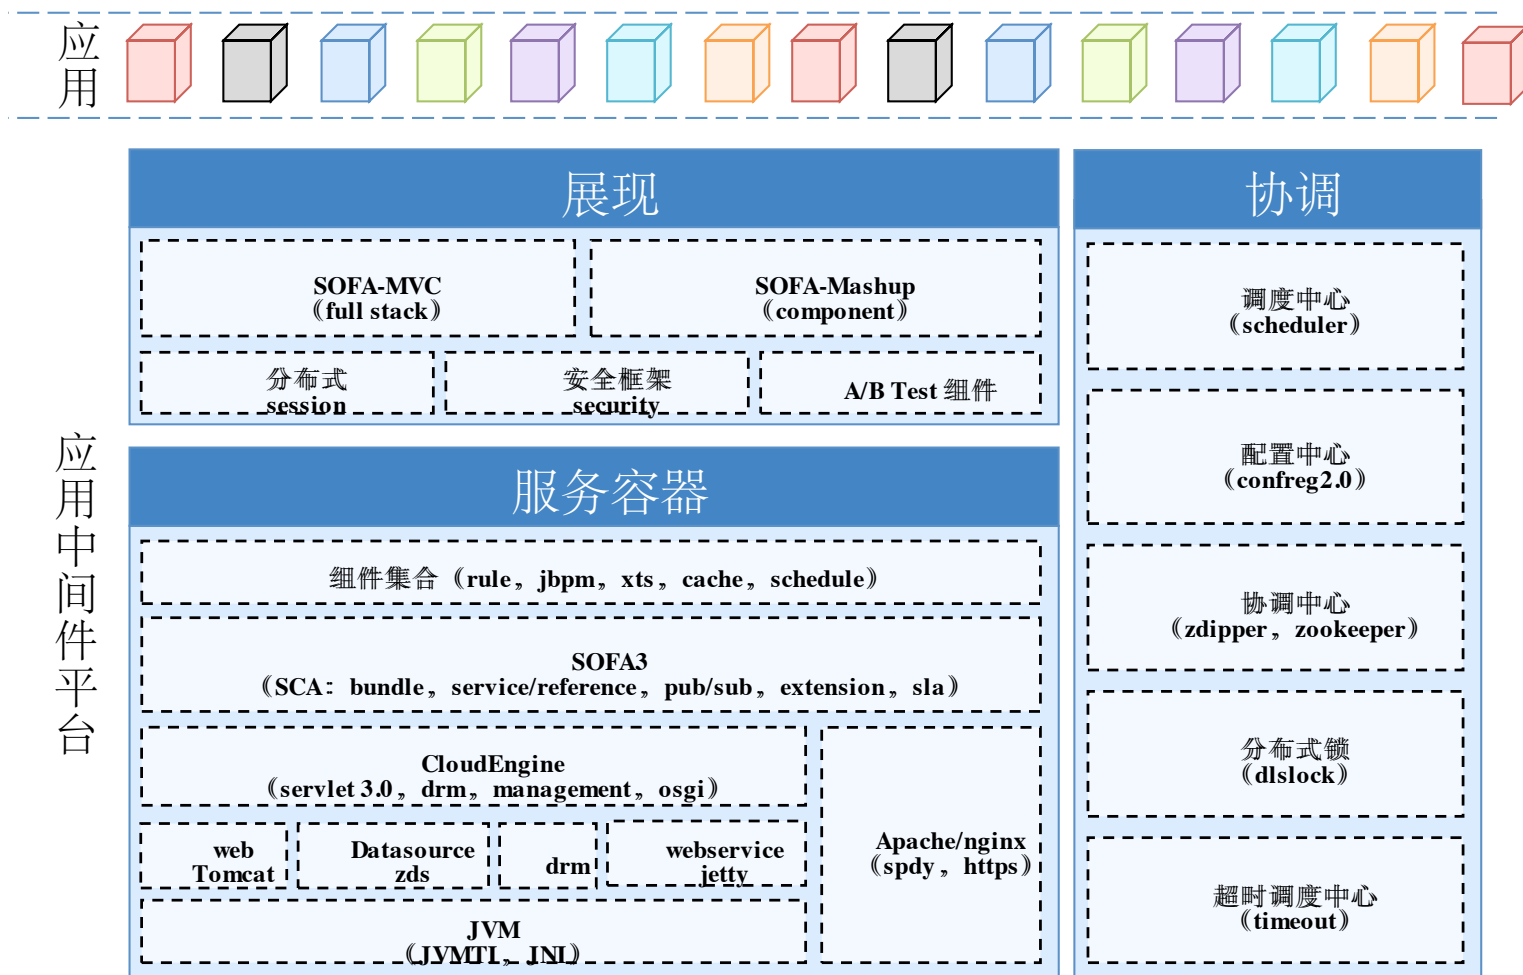 应用
展现
SOFA-MVC
（full stack）
SOFA-Mashup
（component）
分布式
session
安全框架
security
A/B Test 组件
应用中间件平台
服务容器
组件集合（rule，jbpm，xts，cache，schedule）
SOFA3
（SCA：bundle，service/reference，pub/sub，extension，sla）
CloudEngine
（servlet 3.0，drm，management，osgi）
web
Tomcat
Datasource
zds
drm
webservice
jetty
JVM
（JVMTI，JNI）
Apache/nginx
（spdy，https）
协调
调度中心
（scheduler）
配置中心
（confreg2.0）
协调中心
（zdipper，zookeeper）
分布式锁
（dlslock）
超时调度中心
（timeout）